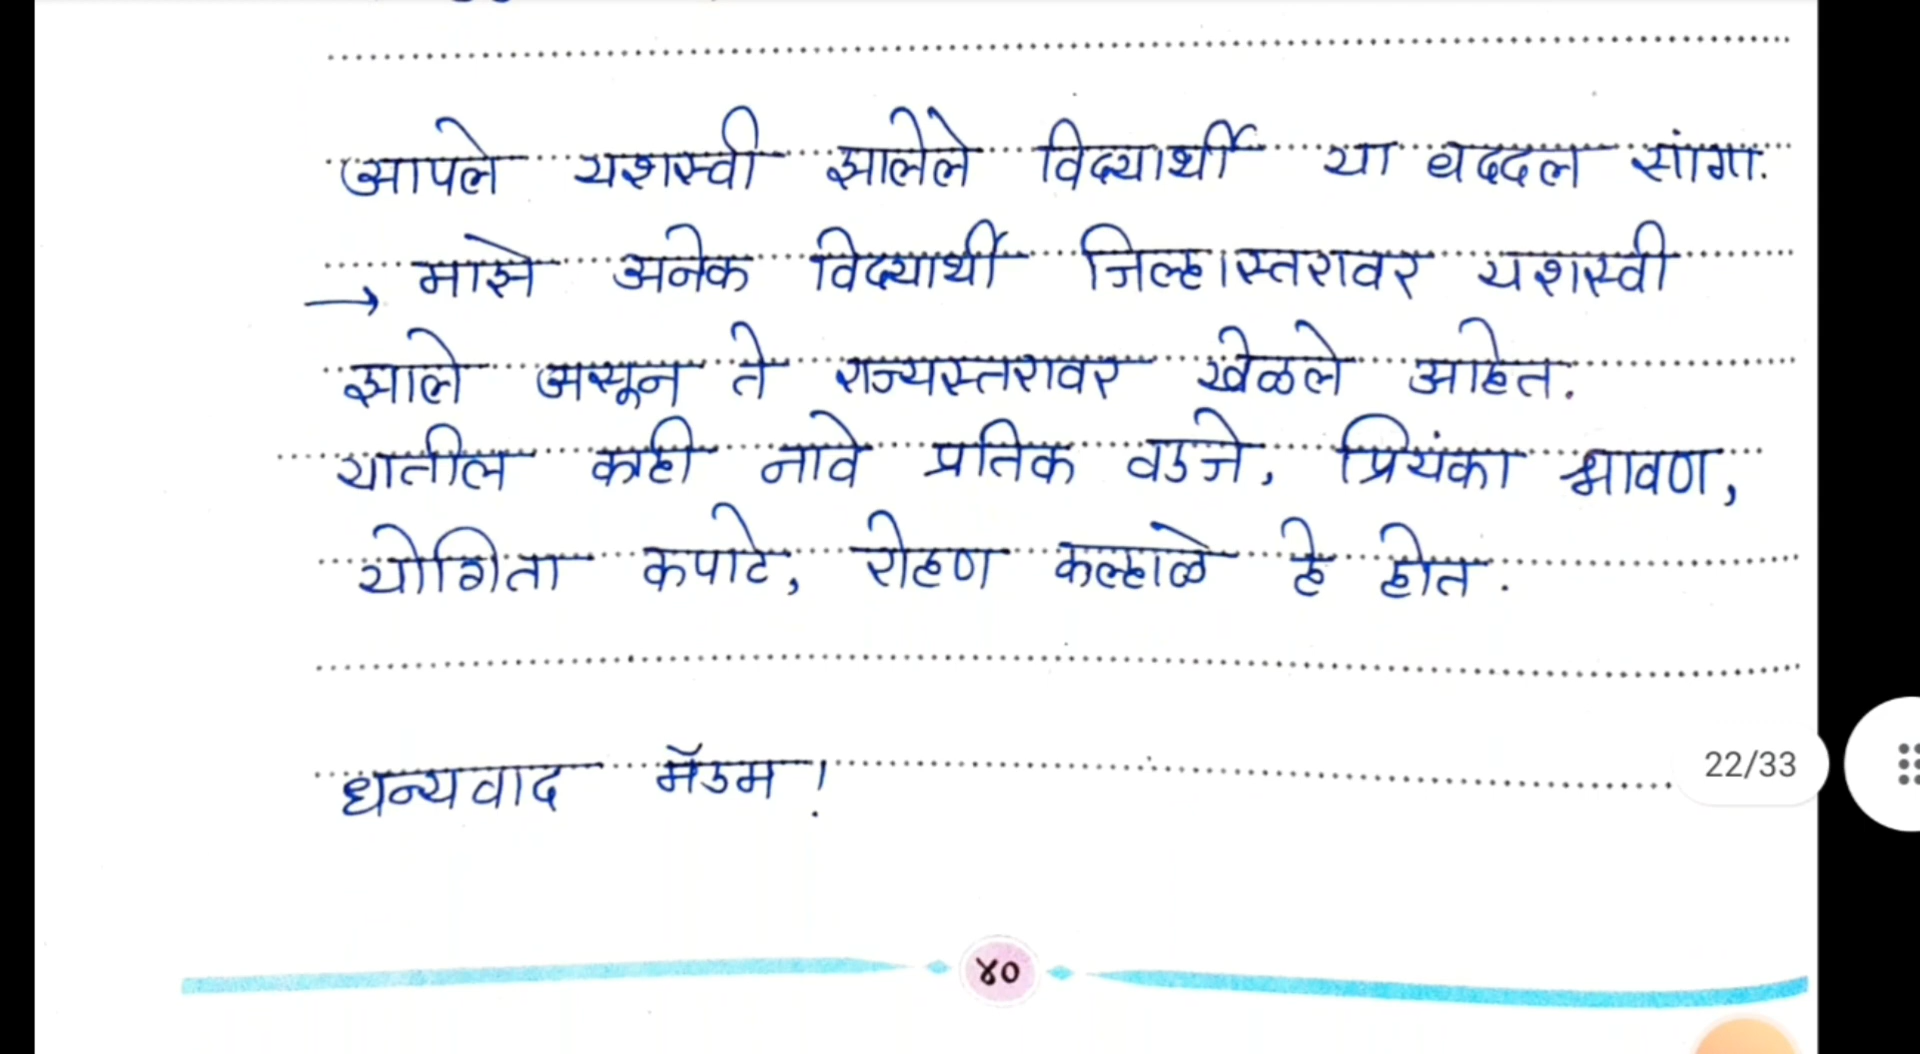 आपले यशस्वी झालेले विद्यार्थी या बद्दल सांगा.
→ माझे अनेक विद्यार्थी जिल्हास्तरावर यशस्वी
झाले असून ते राज्यस्तरावर खेळले आहेत.
यातील काही नावे प्रतिक वडजे, प्रियंका श्रावण,
योगिता कपाटे, रोहण कल्हाळे हे होत.
धन्यवाद मॅडम!
22/33
४०